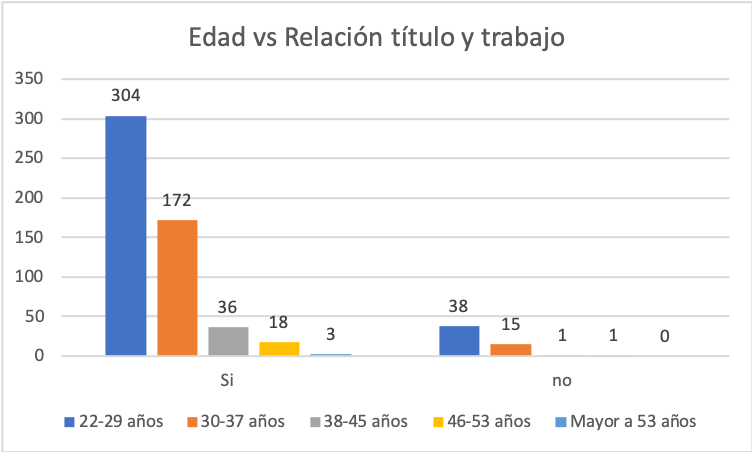 Edad vs Relación título y trabajo
350
300
250
200
150
100
50
0
304
172
36
18
3
38
15
1
1
0
Si
no
22-29 años
30-37 años
38-45 años
46-53 años
Mayor a 53 años